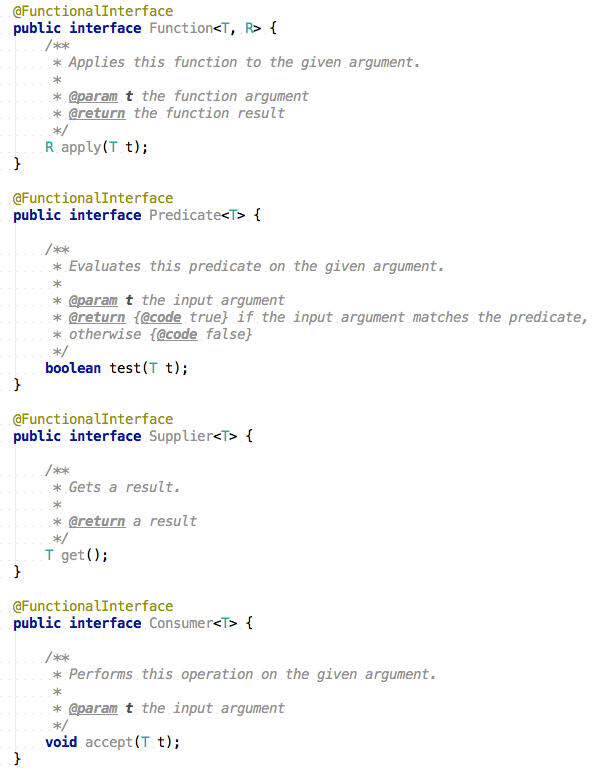 @FunctionalInterface
public interface Function<T, R> {
    /**
     * Applies this function to the given argument.
     *
     * @param t the function argument
     * @return the function result
     */
    R apply(T t);
}

@FunctionalInterface
public interface Predicate<T> {

    /**
     * Evaluates this predicate on the given argument.
     *
     * @param t the input argument
     * @return {@code true} if the input argument matches the predicate,
     * otherwise {@code false}
     */
    boolean test(T t);
}

@FunctionalInterface
public interface Supplier<T> {

    /**
     * Gets a result.
     *
     * @return a result
     */
    T get();
}

@FunctionalInterface
public interface Consumer<T> {

    /**
     * Performs this operation on the given argument.
     *
     * @param t the input argument
     */
    void accept(T t);
}